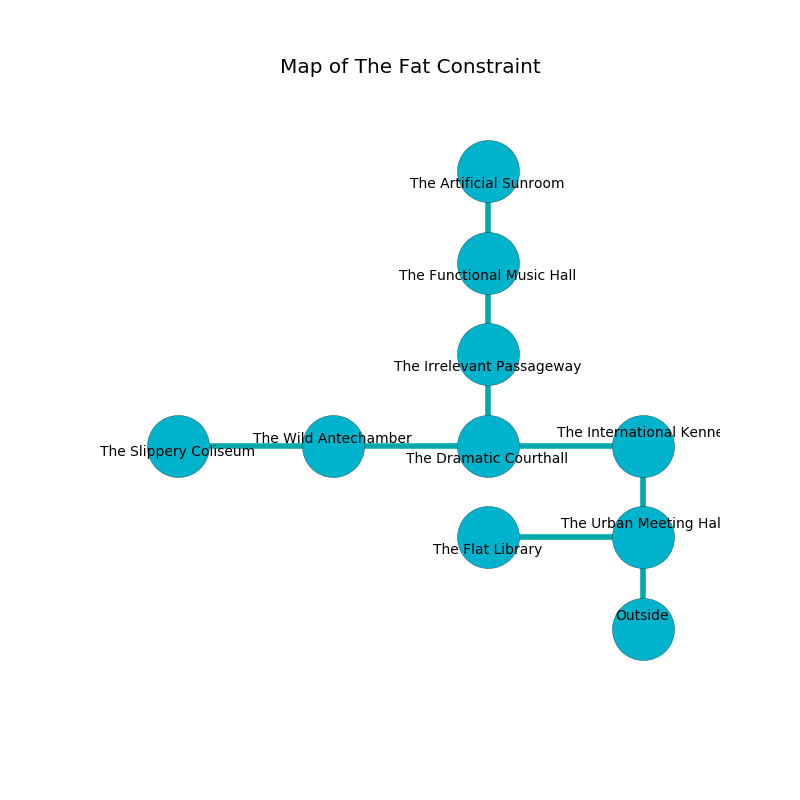 Map of The Fat Constraint
The Artificial Sunroom
The Functional Music Hall
The Irrelevant Passageway
The International Kenne
The Wild Antechamber
The Slippery Coliseum
The Dramatic Courthall
The Urban Meeting Hal
The Flat Library
Outside